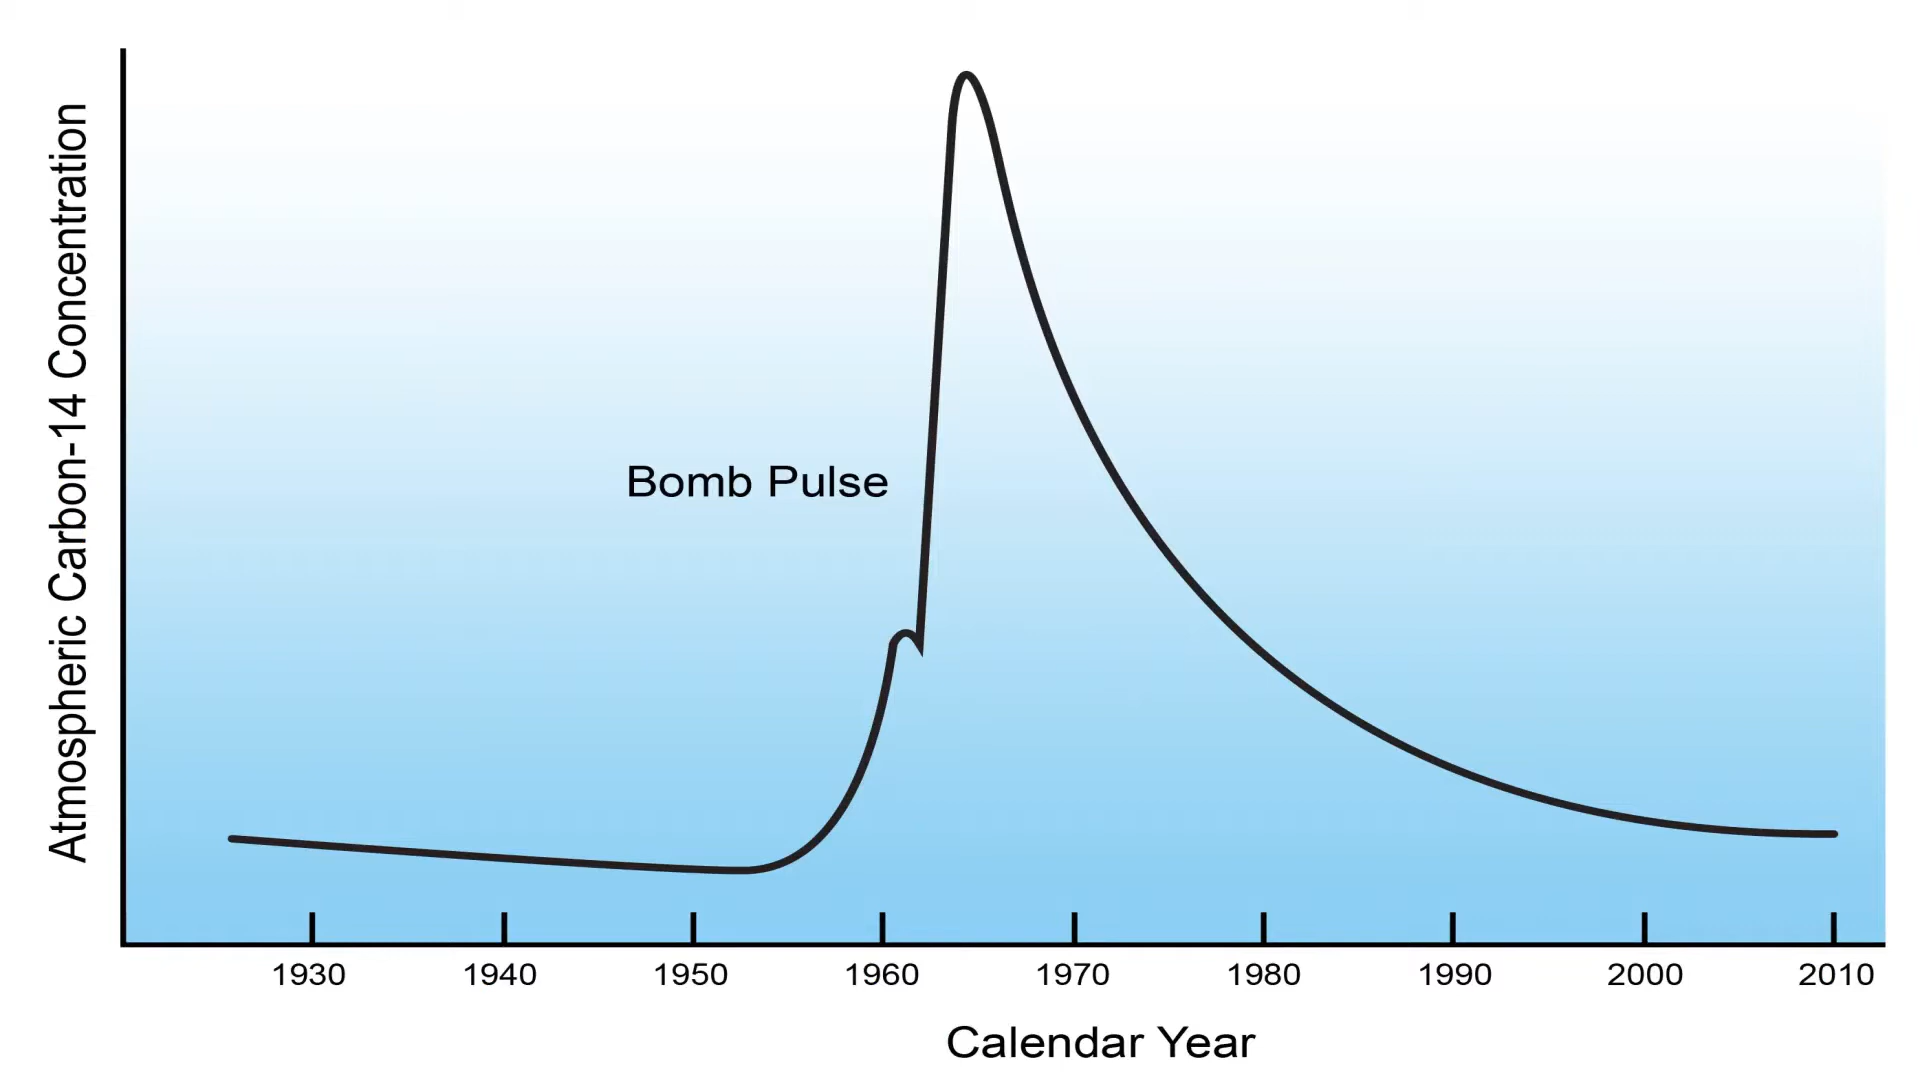 Atmospheric Carbon-14 Concentration
Bomb Pulse
1930 1940 1950 1960 1970 1980 1990 2000 2010
Calendar Year